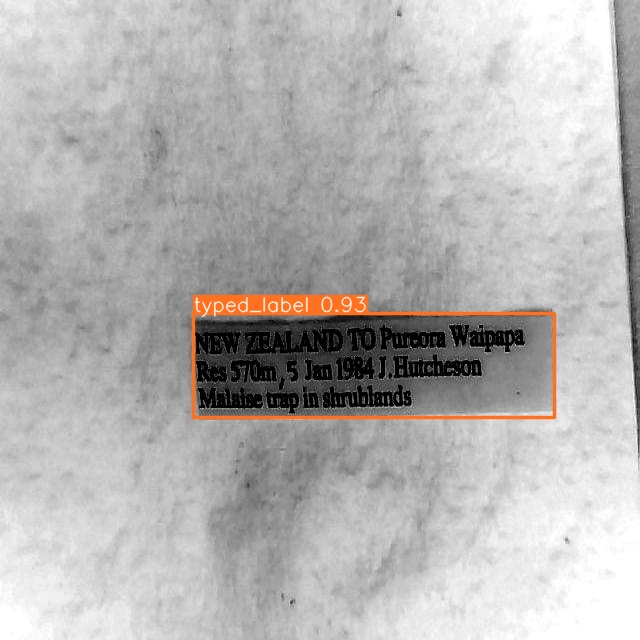 typed_label 0.93
NEW ZEALAND TO Pureora Waipapa
Res 570m, 5 Jan 1984 J.Hutcheson
Malaise trap in shrublands